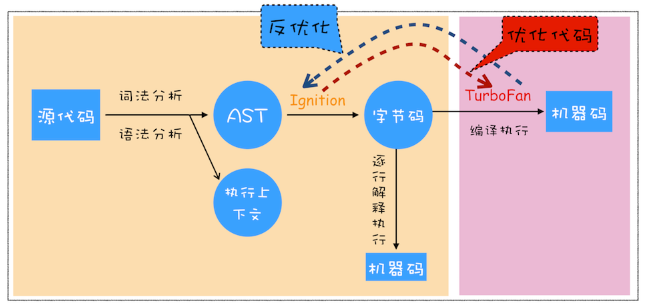 反优化
优化代码
源代码
词法分析
语法分析
AST
Ignition
字节码
TurboFan
编译执行
机器码
执行上
下文
逐行解释执行
机器码